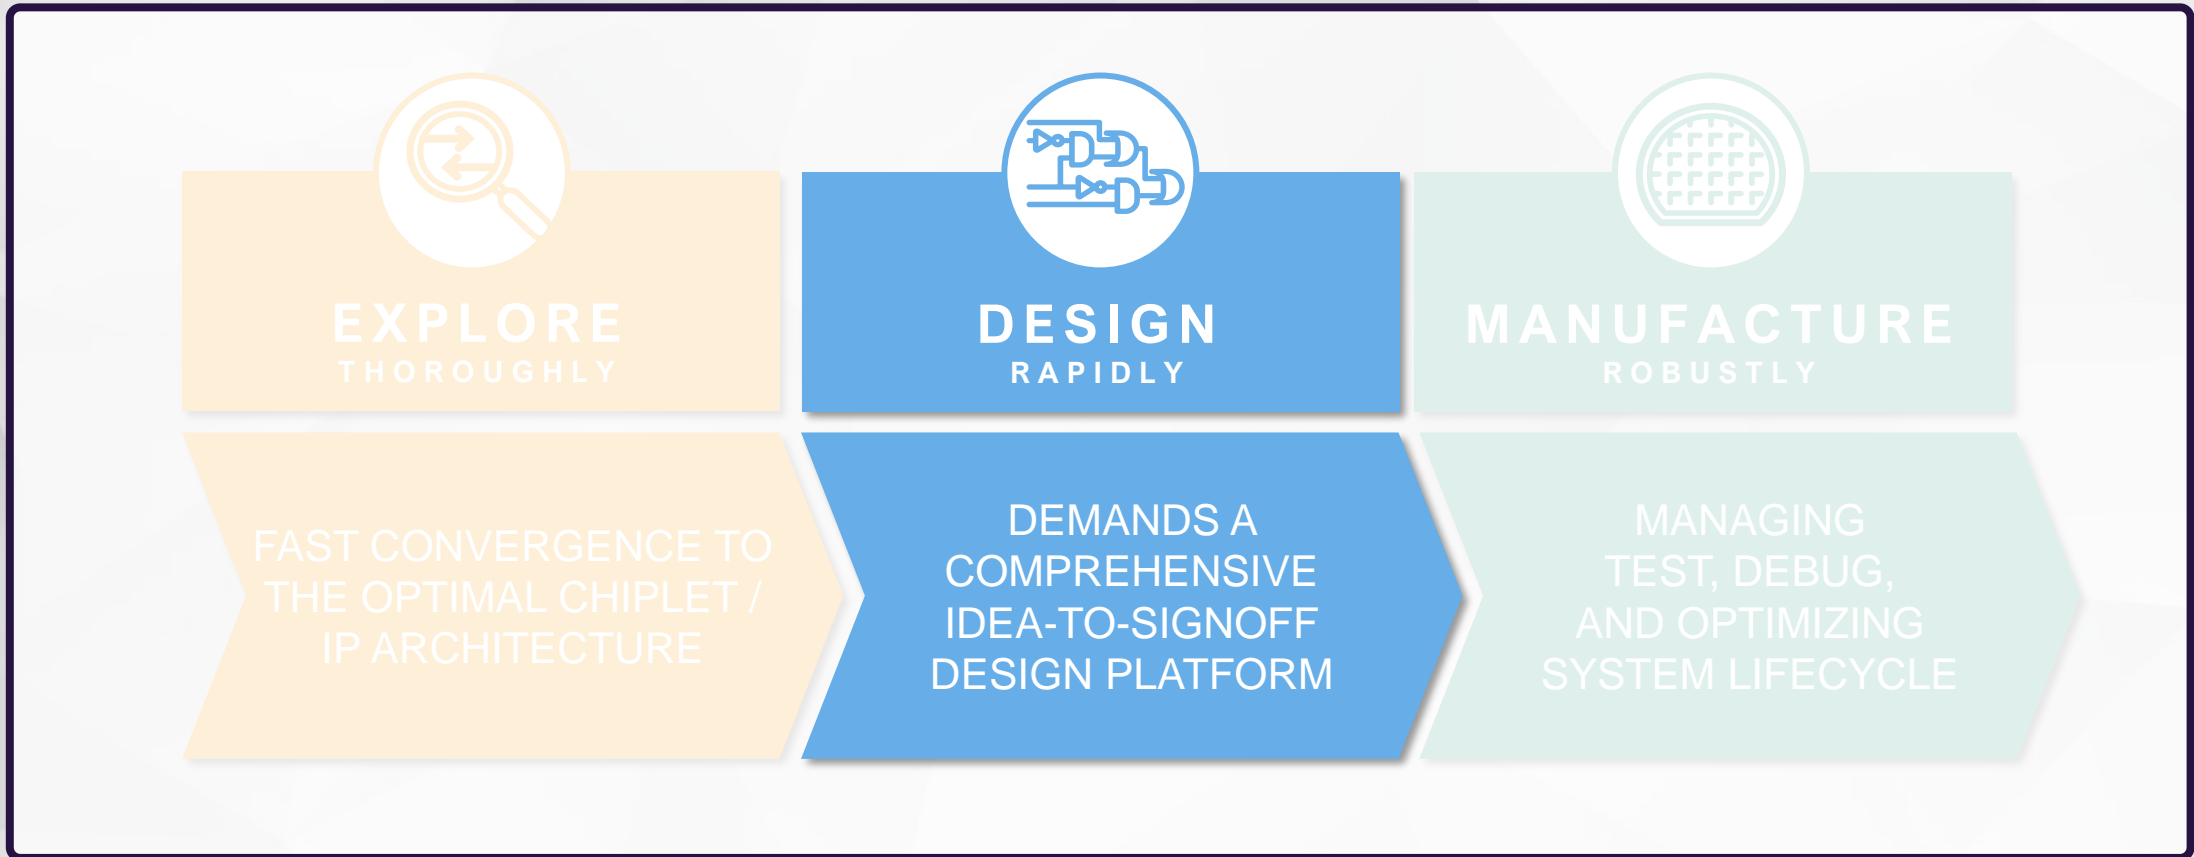 EXPLORE
THOROUGHLY
FAST CONVERGENCE TO
THE OPTIMAL CHIPLET /
IP ARCHITECTURE
DESIGN
RAPIDLY
DEMANDS A
COMPREHENSIVE
IDEA-TO-SIGNOFF
DESIGN PLATFORM
MANUFACTURE
ROBUSTLY
MANAGING
TEST, DEBUG,
AND OPTIMIZING
SYSTEM LIFECYCLE